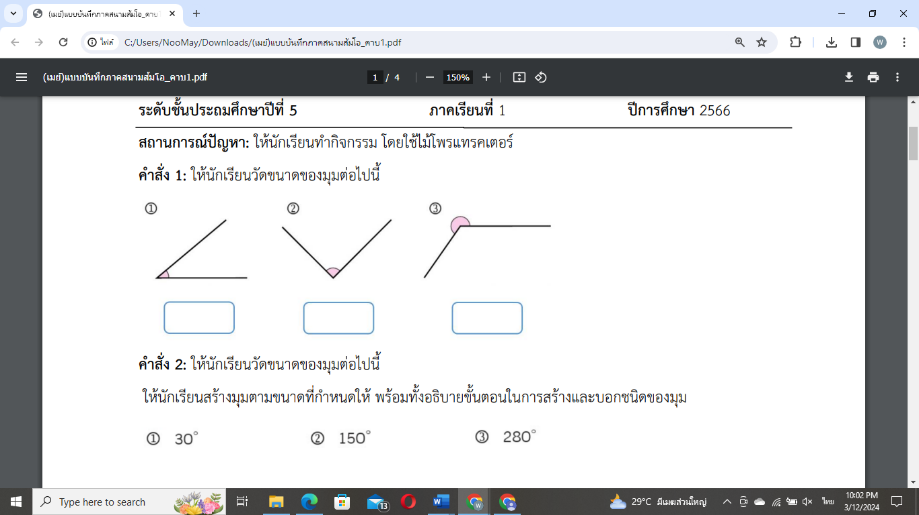 (เมย์)แบบบันทึกภาคสนามส้มโอ_คาบ1
ไฟล์
C:/Users/NooMay/Downloads/(เมย์)แบบบันทึกภาคสนามส้มโอ_คาบ1.pdf
W
(เมย์)แบบบันทึกภาคสนามส้มโอ_คาบ1.pdf
1 / 4
150%
ระดับชั้นประถมศึกษาปีที่ 5 ภาคเรียนที่ 1 ปีการศึกษา 2566
สถานการณ์ปัญหา: ให้นักเรียนทำกิจกรรม โดยใช้ไม้โพรแทรคเตอร์
คำสั่ง 1: ให้นักเรียนวัดขนาดของมุมต่อไปนี้
① ② ③
คำสั่ง 2: ให้นักเรียนวัดขนาดของมุมต่อไปนี้
ให้นักเรียนสร้างมุมตามขนาดที่กำหนดให้ พร้อมทั้งอธิบายขั้นตอนในการสร้างและบอกชนิดของมุม
① 30° ② 150° ③ 280°
Type here to search
13
29°C มีเมฆส่วนใหญ่
ไทย
10:02 PM
3/12/2024